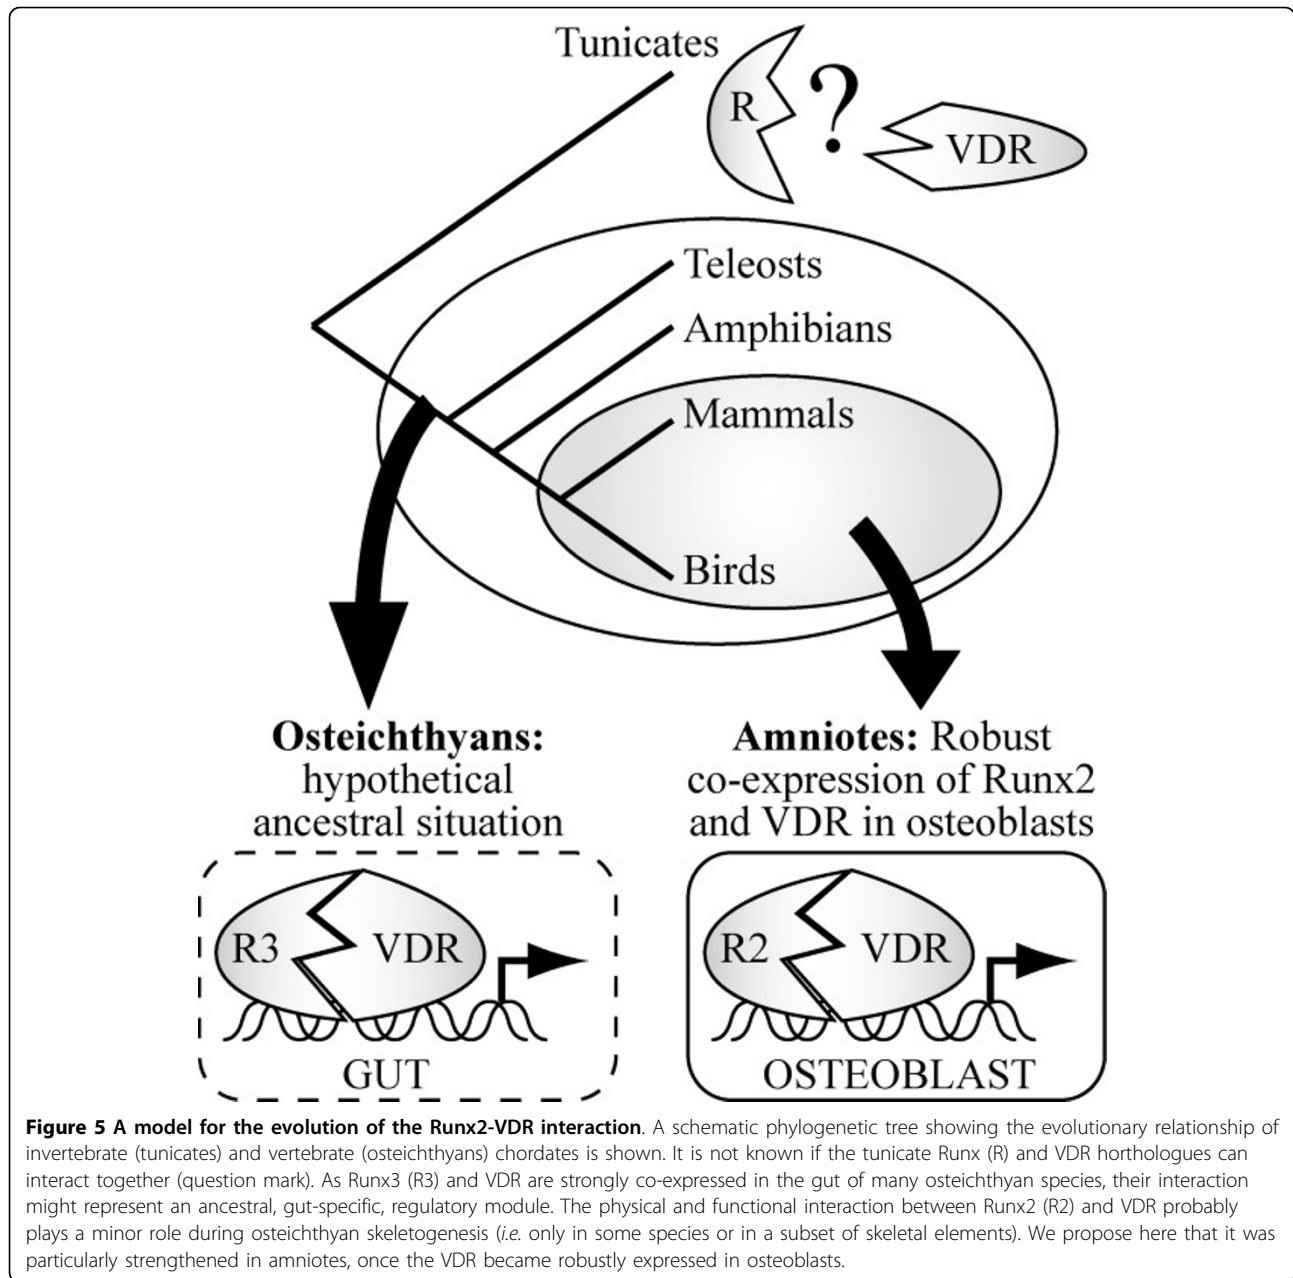 Tunicates
R
?
VDR
Teleosts
Amphibians
Mammals
Birds
Osteichthyans:
hypothetical
ancestral situation
R3
VDR
GUT
Amniotes: Robust
co-expression of Runx2
and VDR in osteoblasts
R2
VDR
OSTEOBLAST
Figure 5 A model for the evolution of the Runx2-VDR interaction. A schematic phylogenetic tree showing the evolutionary relationship of
invertebrate (tunicates) and vertebrate (osteichthyans) chordates is shown. It is not known if the tunicate Runx (R) and VDR horthologues can
interact together (question mark). As Runx3 (R3) and VDR are strongly co-expressed in the gut of many osteichthyan species, their interaction
might represent an ancestral, gut-specific, regulatory module. The physical and functional interaction between Runx2 (R2) and VDR probably
plays a minor role during osteichthyan skeletogenesis (i.e. only in some species or in a subset of skeletal elements). We propose here that it was
particularly strengthened in amniotes, once the VDR became robustly expressed in osteoblasts.